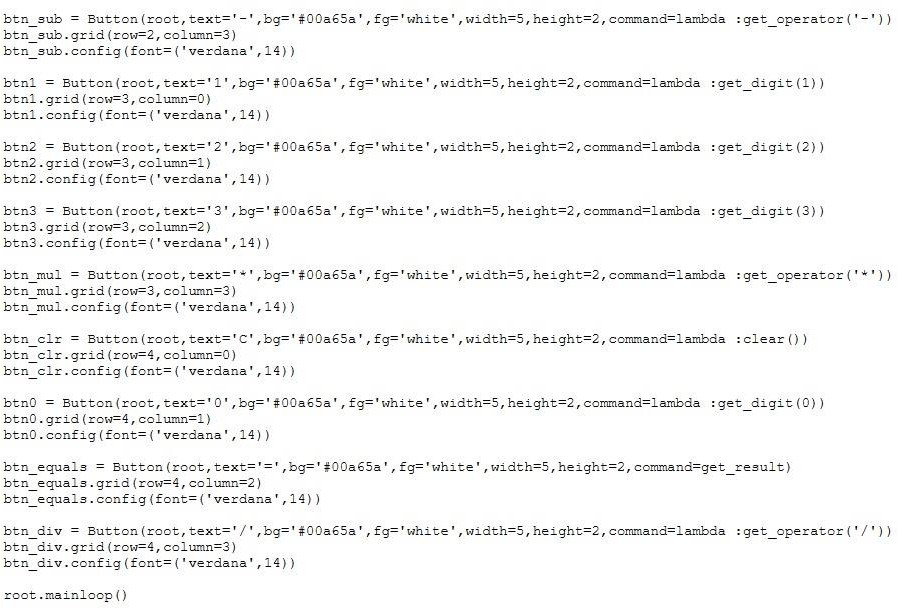 btn_sub = Button(root,text='-',bg='#00a65a',fg='white',width=5,height=2,command=lambda :get_operator('-'))
btn_sub.grid(row=2,column=3)
btn_sub.config(font=('verdana',14))
btn1 = Button(root,text='1',bg='#00a65a',fg='white',width=5,height=2,command=lambda :get_digit(1))
btn1.grid(row=3,column=0)
btn1.config(font=('verdana',14))
btn2 = Button(root,text='2',bg='#00a65a',fg='white',width=5,height=2,command=lambda :get_digit(2))
btn2.grid(row=3,column=1)
btn2.config(font=('verdana',14))
btn3 = Button(root,text='3',bg='#00a65a',fg='white',width=5,height=2,command=lambda :get_digit(3))
btn3.grid(row=3,column=2)
btn3.config(font=('verdana',14))
btn_mul = Button(root,text='*',bg='#00a65a',fg='white',width=5,height=2,command=lambda :get_operator('*'))
btn_mul.grid(row=3,column=3)
btn_mul.config(font=('verdana',14))
btn_clr = Button(root,text='C',bg='#00a65a',fg='white',width=5,height=2,command=lambda :clear())
btn_clr.grid(row=4,column=0)
btn_clr.config(font=('verdana',14))
btn0 = Button(root,text='0',bg='#00a65a',fg='white',width=5,height=2,command=lambda :get_digit(0))
btn0.grid(row=4,column=1)
btn0.config(font=('verdana',14))
btn_equals = Button(root,text='=',bg='#00a65a',fg='white',width=5,height=2,command=get_result)
btn_equals.grid(row=4,column=2)
btn_equals.config(font=('verdana',14))
btn_div = Button(root,text='/',bg='#00a65a',fg='white',width=5,height=2,command=lambda :get_operator('/'))
btn_div.grid(row=4,column=3)
btn_div.config(font=('verdana',14))
root.mainloop()